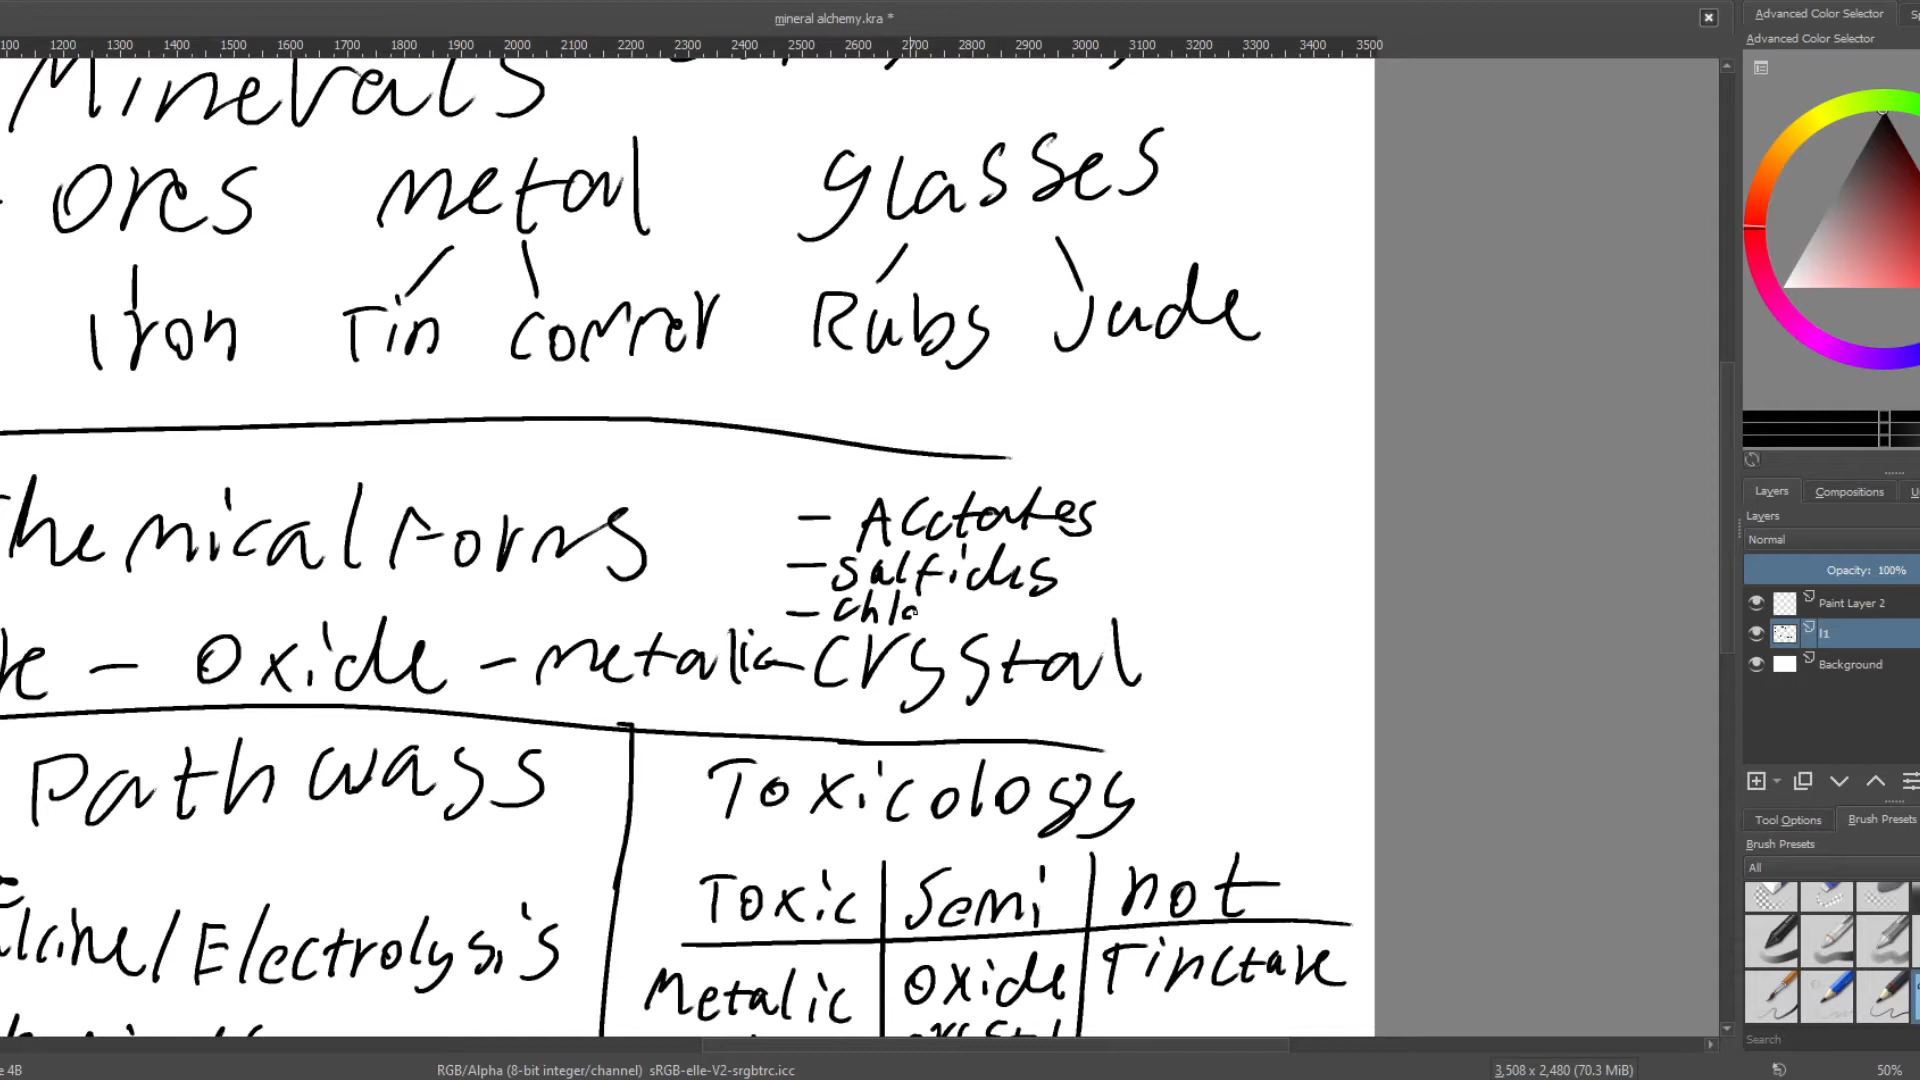 mineral alchemy.kra *
Advanced Color Selector
Advanced Color Selector
100 1200 1300 1400 1500 1600 1700 1800 1900 2000 2100 2200 2300 2400 2500 2600 2700 2800 2900 3000 3100 3200 3300 3400 3500
Minerals
Ores metal glasses
Iron Tin Copper Rubs Jude
hemical Forms
- Acctates
- Salfides
- chlo
e - Oxide - metalic - Crystal
Pathways
Toxicology
Toxic Semi not
lcine/Electrolysis
Metalic Oxide Tincture
Layers Compositions
Layers
Normal
Opacity: 100%
Paint Layer 2
l1
Background
Tool Options Brush Presets
Brush Presets
All
Search
e 4B
RGB/Alpha (8-bit integer/channel) sRGB-elle-V2-srgbtrc.icc
3,508 x 2,480 (70.3 MiB)
50%